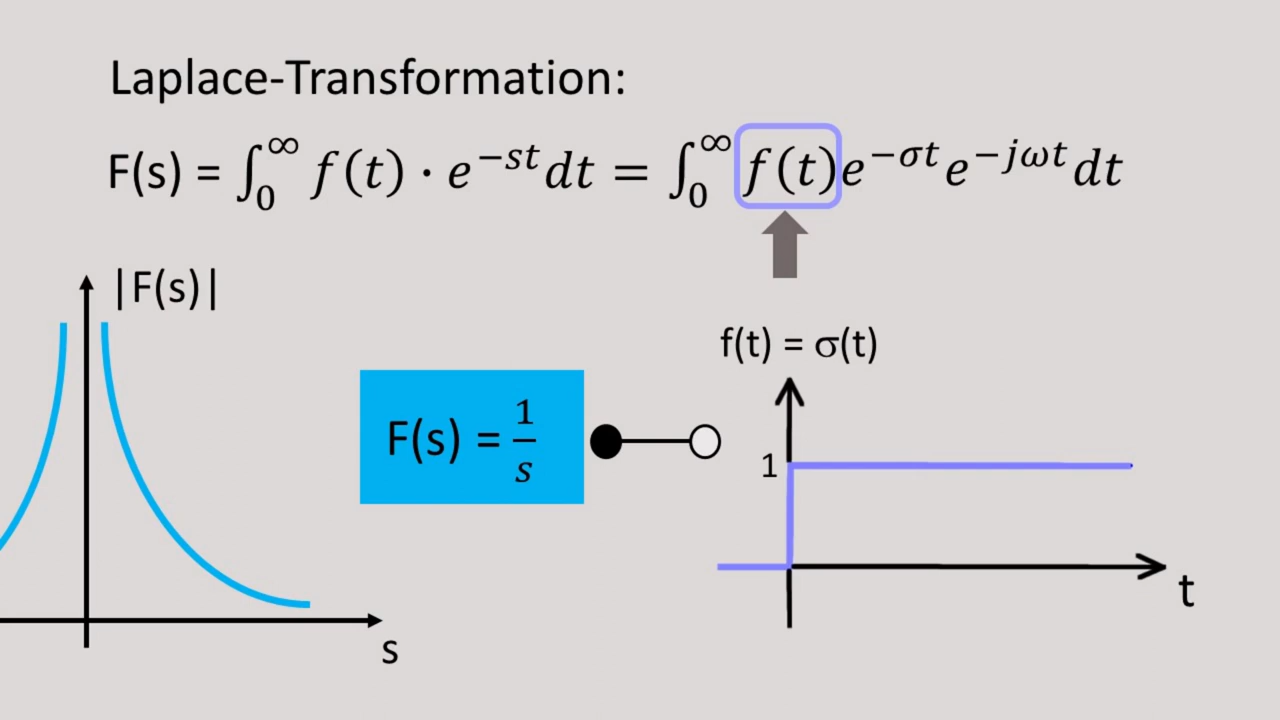 Laplace-Transformation:
F(s) = ∫₀^∞ f(t) · e^{−st} dt = ∫₀^∞ f(t) e^{−σt} e^{−jωt} dt
|F(s)|
f(t) = σ(t)
F(s) = 1/s
1
t
s